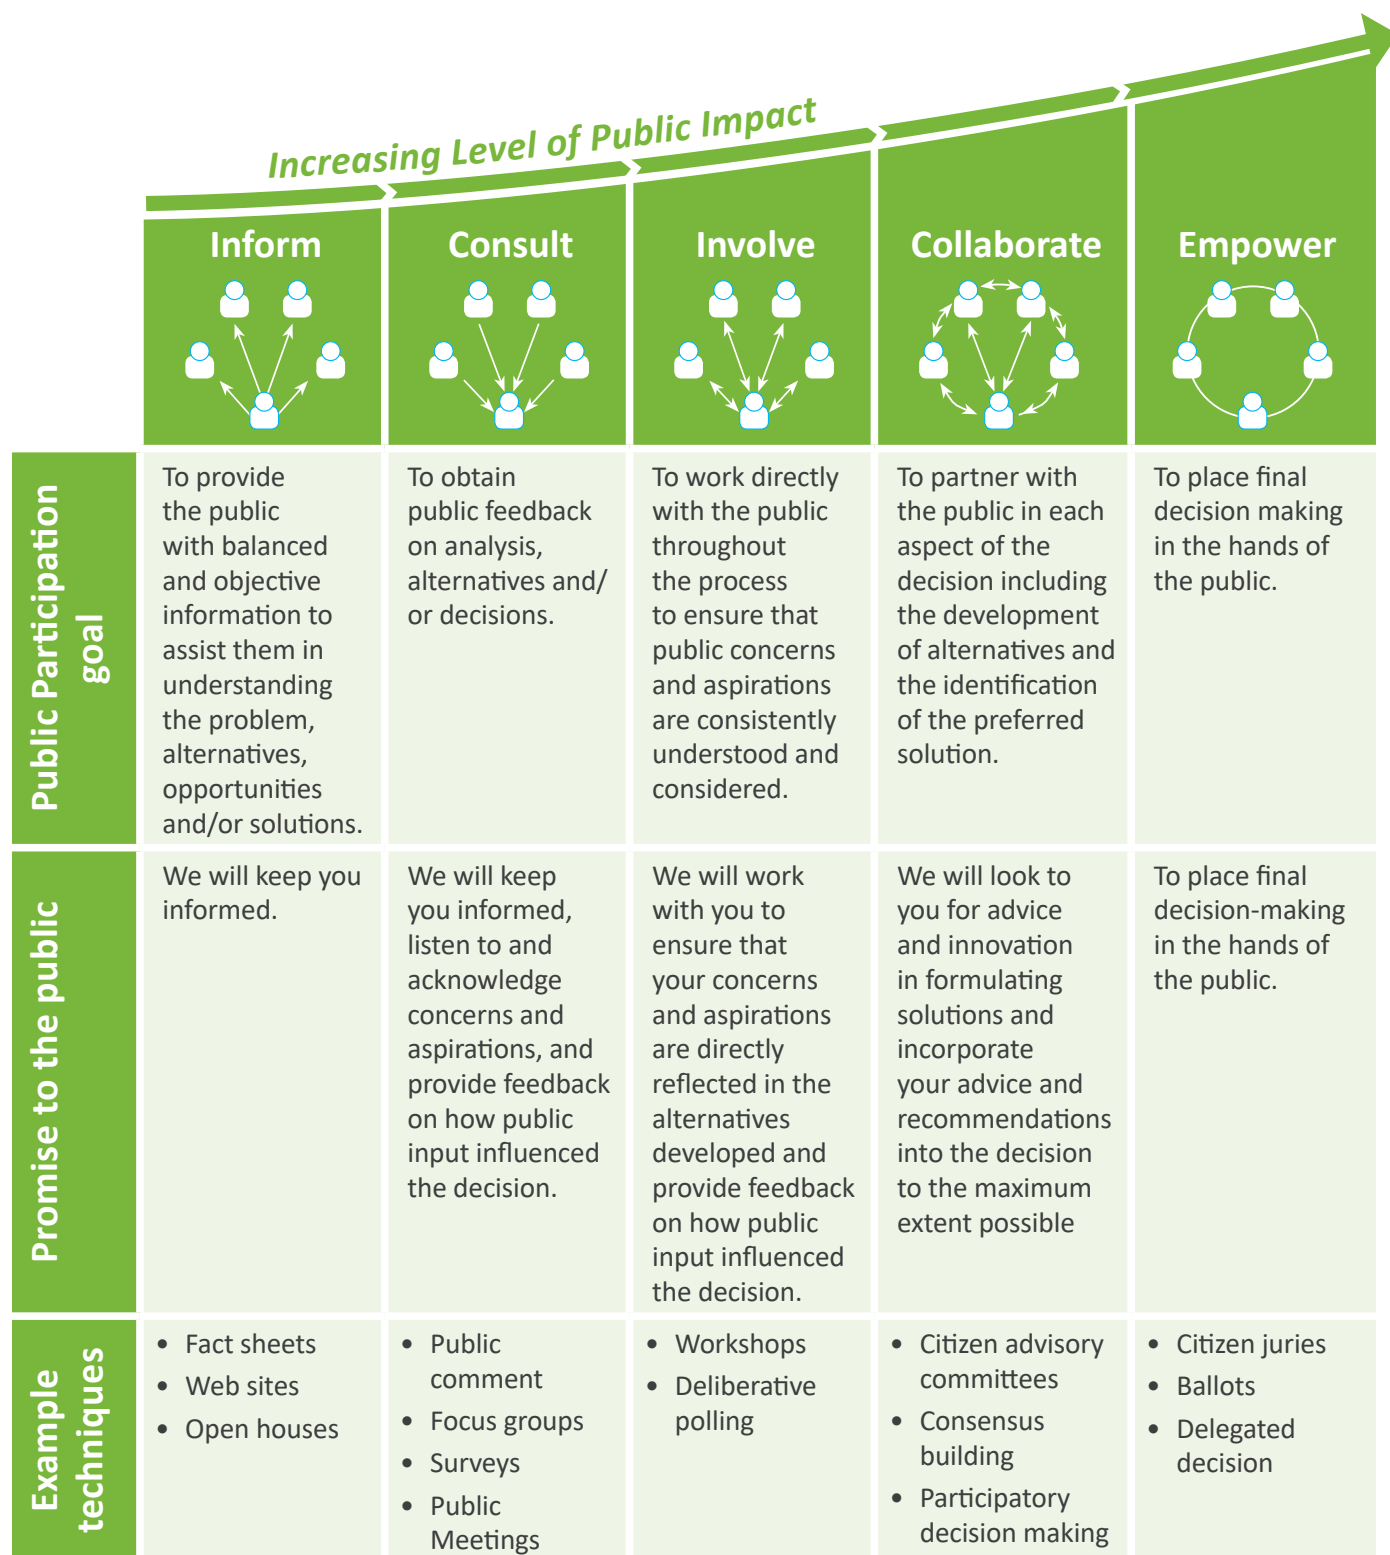 Increasing Level of Public Impact
Inform
Consult
Involve
Collaborate
Empower
Public Participation
goal
To provide
the public
with balanced
and objective
information to
assist them in
understanding
the problem,
alternatives,
opportunities
and/or solutions.
To obtain
public feedback
on analysis,
alternatives and/
or decisions.
To work directly
with the public
throughout
the process
to ensure that
public concerns
and aspirations
are consistently
understood and
considered.
To partner with
the public in each
aspect of the
decision including
the development
of alternatives and
the identification
of the preferred
solution.
To place final
decision making
in the hands of
the public.
Promise to the public
We will keep you
informed.
We will keep
you informed,
listen to and
acknowledge
concerns and
aspirations, and
provide feedback
on how public
input influenced
the decision.
We will work
with you to
ensure that
your concerns
and aspirations
are directly
reflected in the
alternatives
developed and
provide feedback
on how public
input influenced
the decision.
We will look to
you for advice
and innovation
in formulating
solutions and
incorporate
your advice and
recommendations
into the decision
to the maximum
extent possible
To place final
decision-making
in the hands of
the public.
Example
techniques
• Fact sheets
• Web sites
• Open houses
• Public
comment
• Focus groups
• Surveys
• Public
Meetings
• Workshops
• Deliberative
polling
• Citizen advisory
committees
• Consensus
building
• Participatory
decision making
• Citizen juries
• Ballots
• Delegated
decision